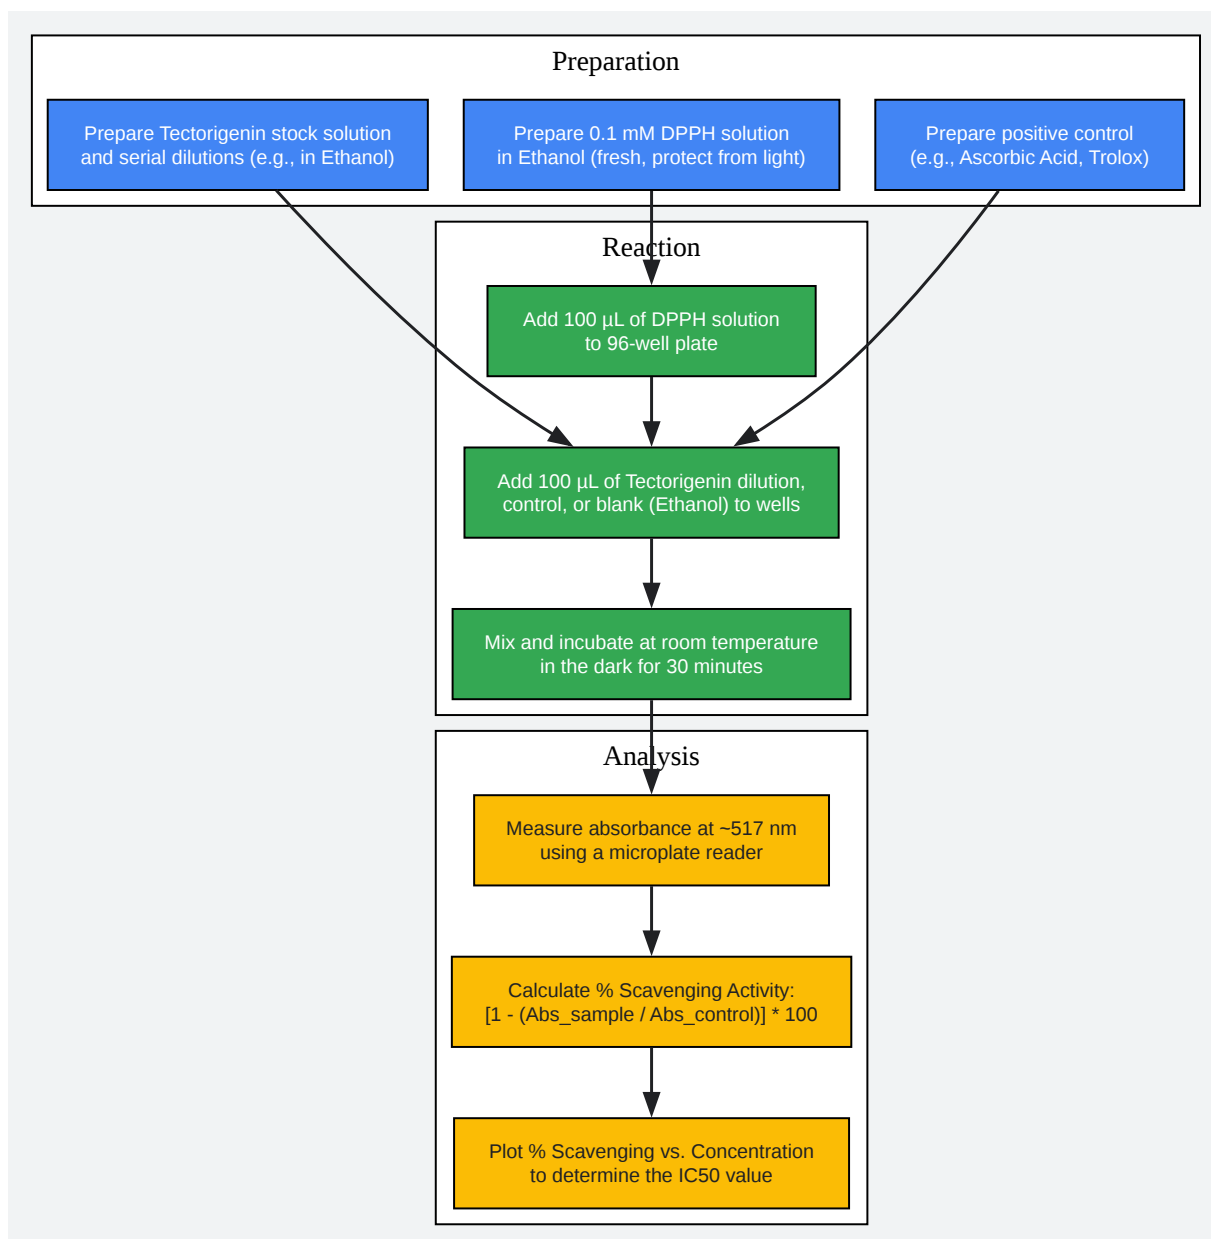 Preparation
Prepare Tectorigenin stock solution
and serial dilutions (e.g., in Ethanol)
Prepare 0.1 mM DPPH solution
in Ethanol (fresh, protect from light)
Prepare positive control
(e.g., Ascorbic Acid, Trolox)
Reaction
Add 100 µL of DPPH solution
to 96-well plate
Add 100 µL of Tectorigenin dilution,
control, or blank (Ethanol) to wells
Mix and incubate at room temperature
in the dark for 30 minutes
Analysis
Measure absorbance at ~517 nm
using a microplate reader
Calculate % Scavenging Activity:
[1 - (Abs_sample / Abs_control)] * 100
Plot % Scavenging vs. Concentration
to determine the IC50 value